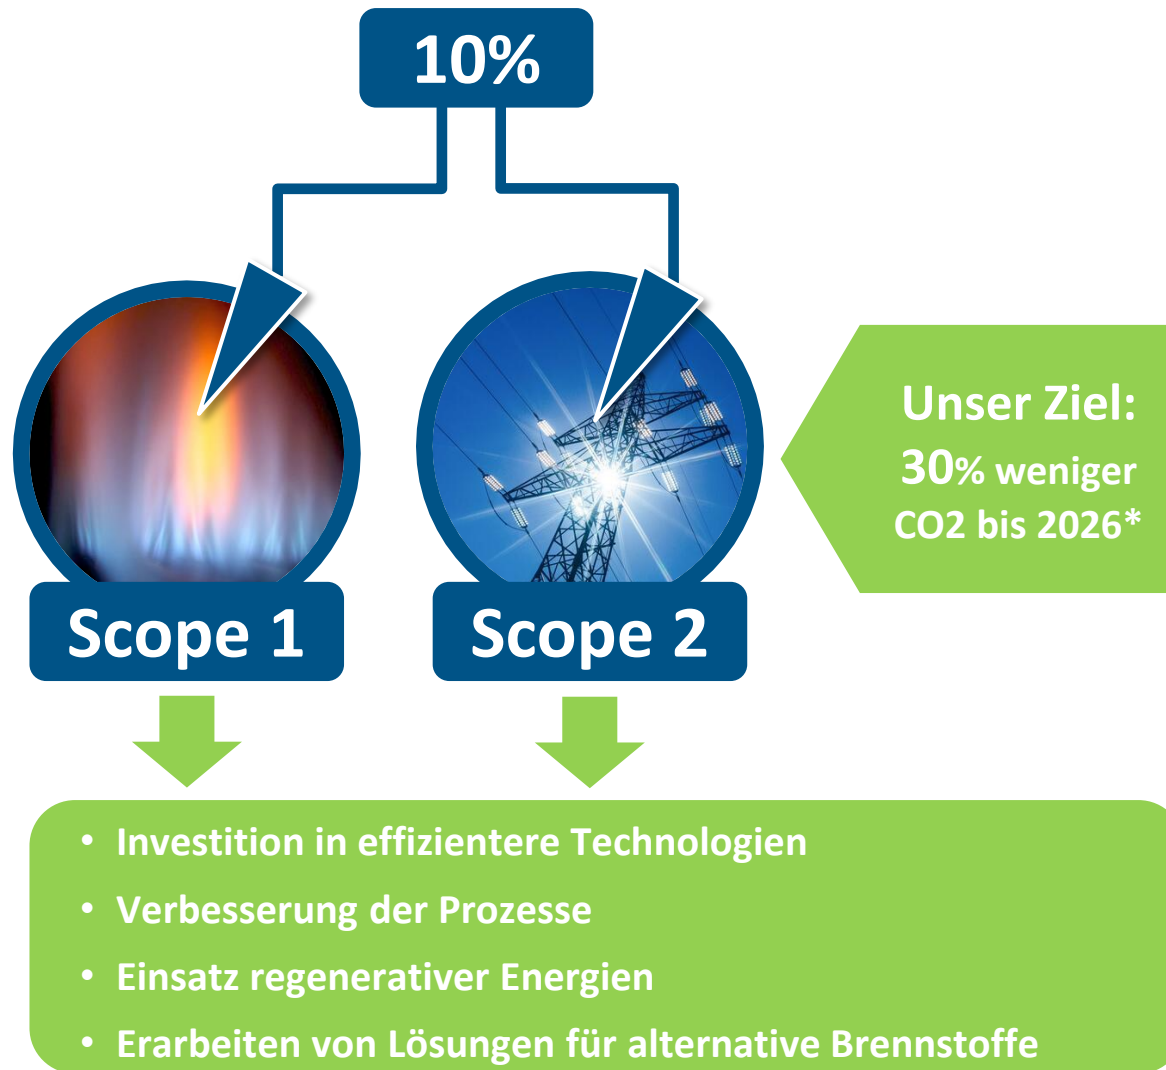 10%
Scope 1
Scope 2
Unser Ziel:
30% weniger
CO2 bis 2026*
• Investition in effizientere Technologien
• Verbesserung der Prozesse
• Einsatz regenerativer Energien
• Erarbeiten von Lösungen für alternative Brennstoffe